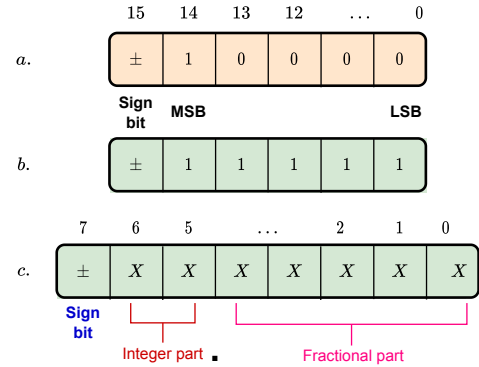 15 14 13 12 … 0
a. ± 1 0 0 0 0
Sign bit MSB LSB
b. ± 1 1 1 1 1
7 6 5 … 2 1 0
c. ± X X X X X X
Sign bit
Integer part . Fractional part